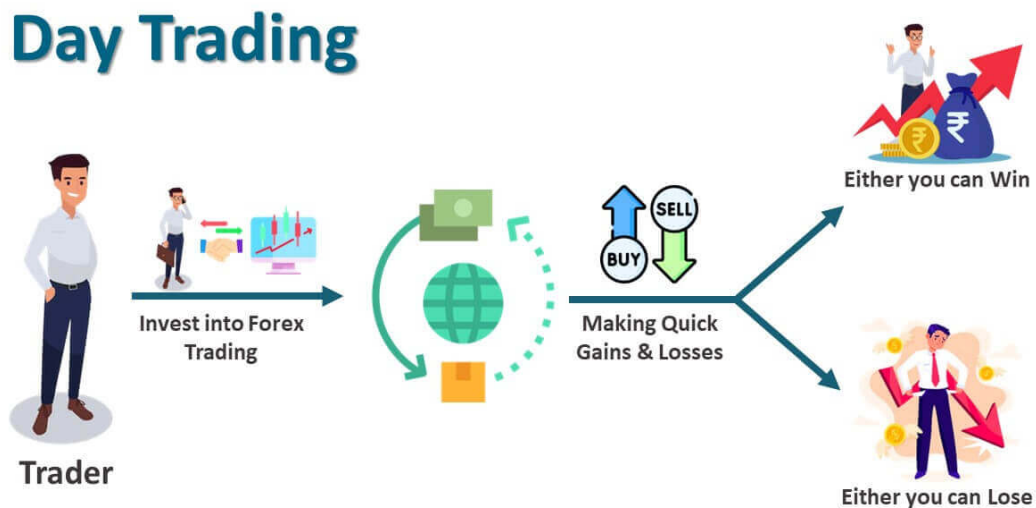 Day Trading
Either you can Win
SELL
BUY
Invest into Forex
Trading
Making Quick
Gains & Losses
Trader
Either you can Lose
₹
₹